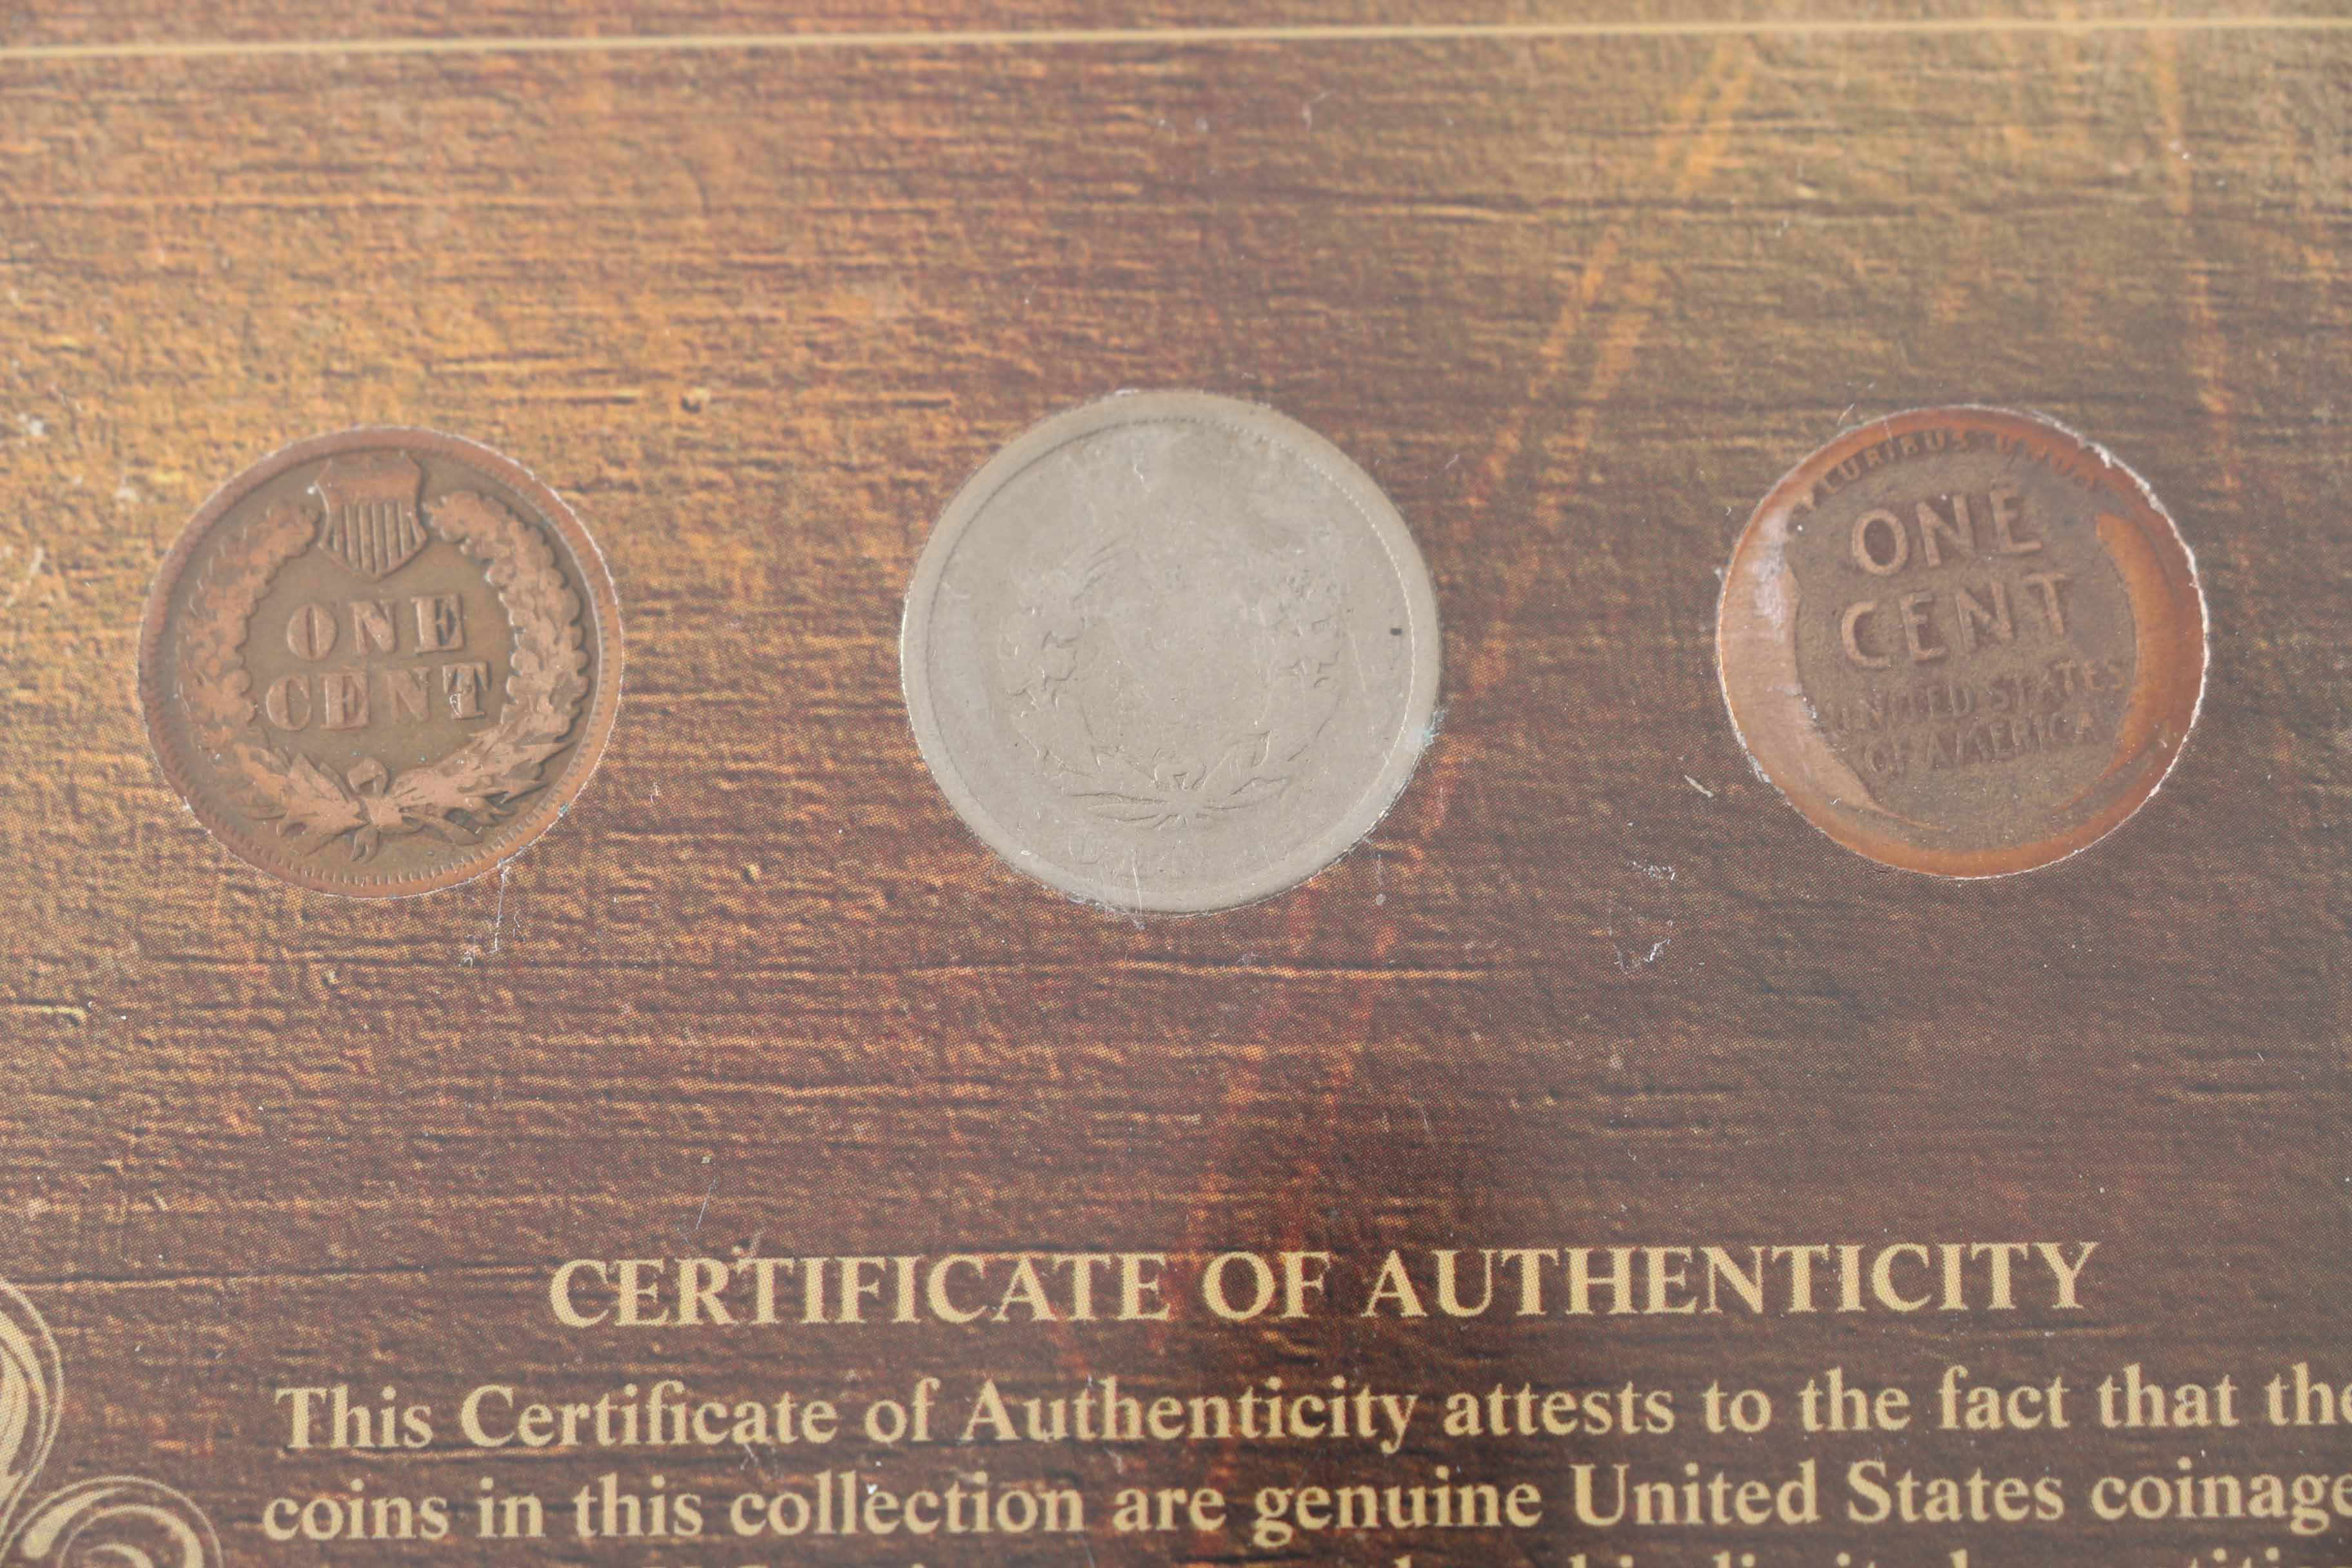 ONE
CENT
PLURIBUS UNUM
ONE
CENT
UNITED STATES
OF AMERICA
CERTIFICATE OF AUTHENTICITY
This Certificate of Authenticity attests to the fact that the
coins in this collection are genuine United States coinage